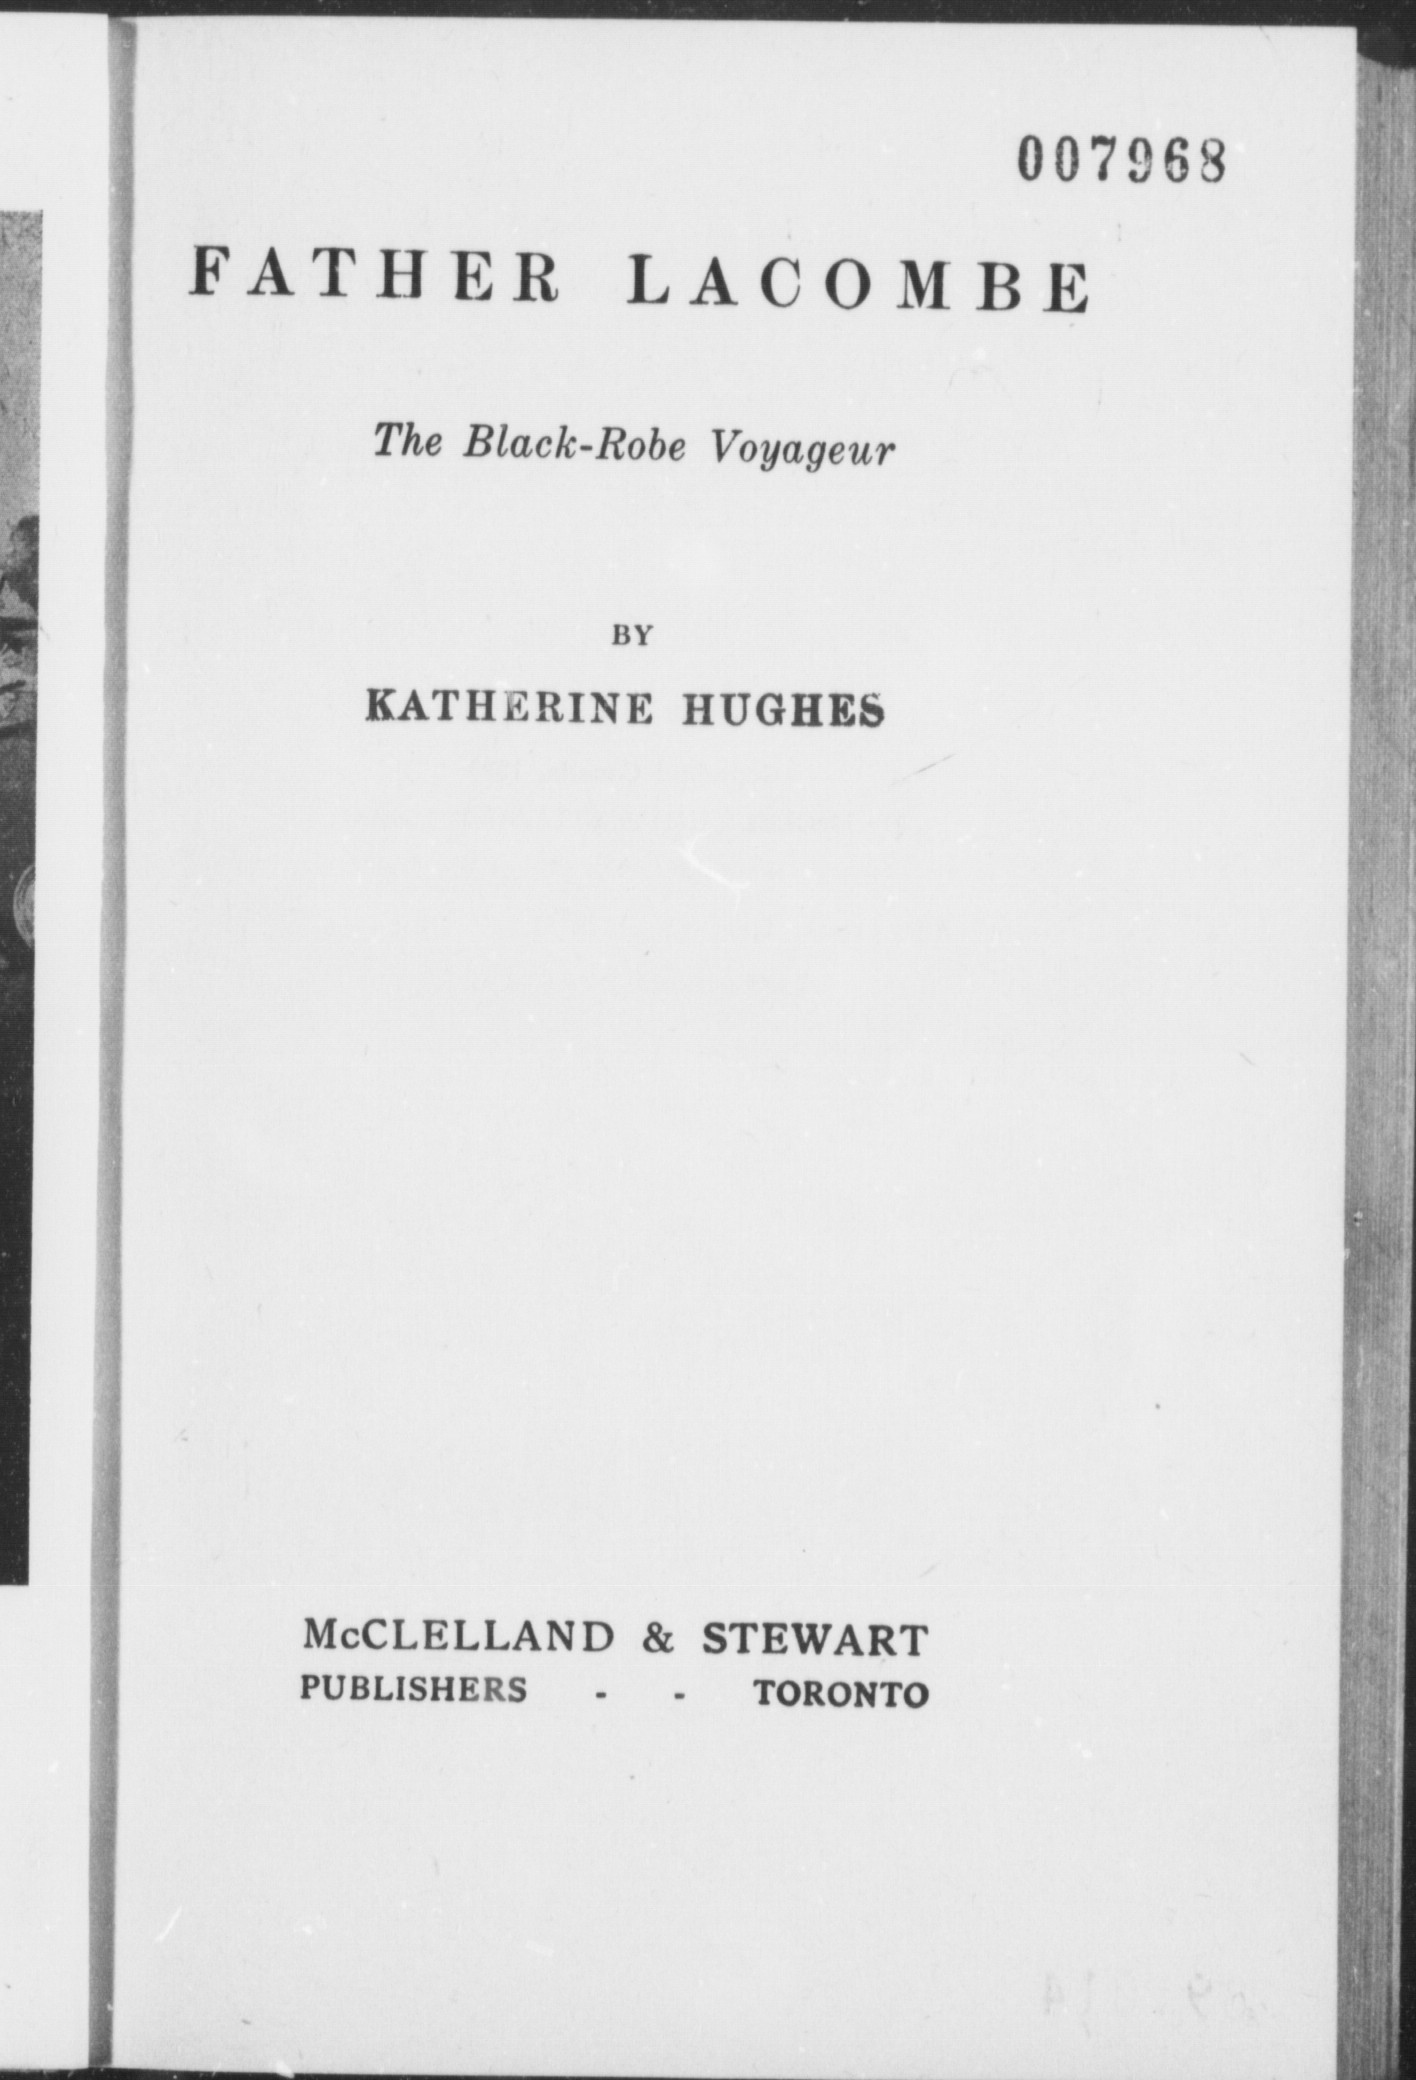 007968
FATHER LACOMBE
The Black-Robe Voyageur
BY
KATHERINE HUGHES
McCLELLAND & STEWART
PUBLISHERS - - TORONTO